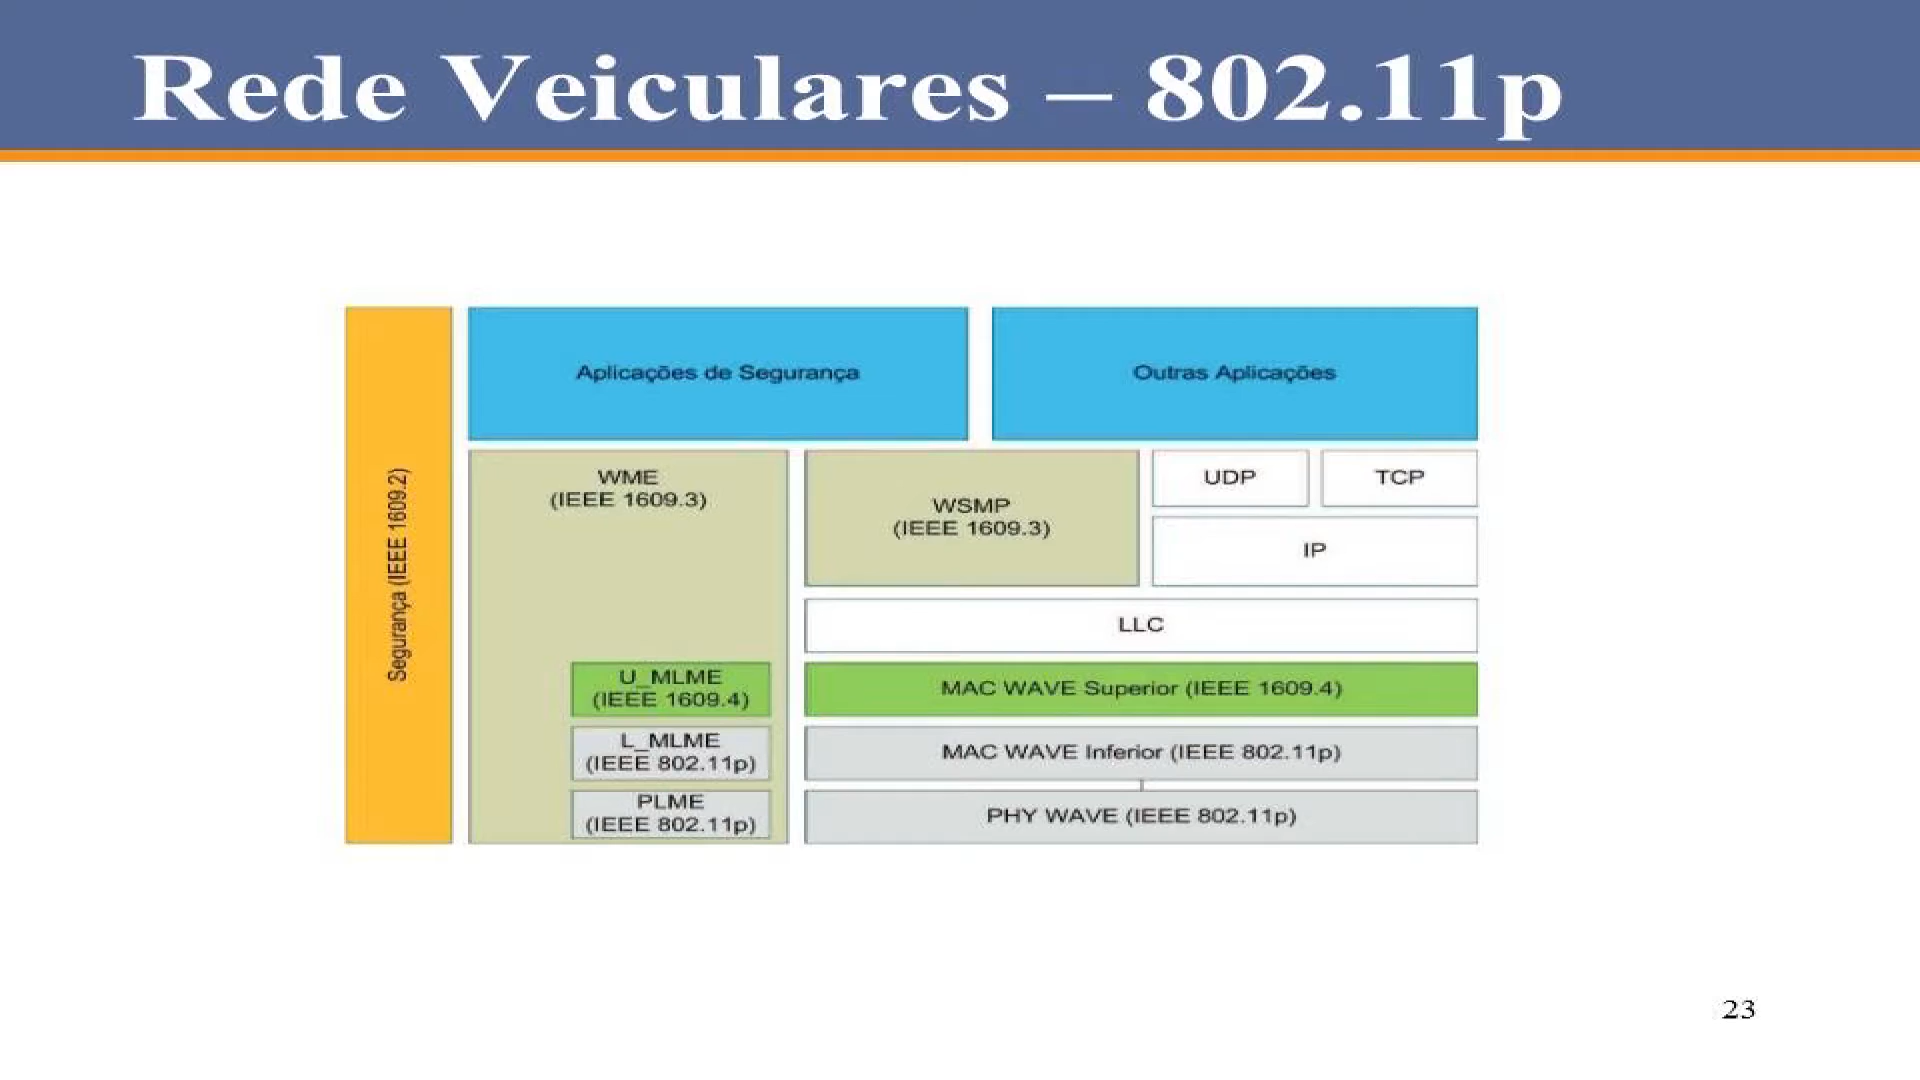 Rede Veiculares – 802.11p
Segurança (IEEE 1609.2)
Aplicações de Segurança
Outras Aplicações
WME
(IEEE 1609.3)
WSMP
(IEEE 1609.3)
UDP
TCP
IP
LLC
U_MLME
(IEEE 1609.4)
MAC WAVE Superior (IEEE 1609.4)
L_MLME
(IEEE 802.11p)
MAC WAVE Inferior (IEEE 802.11p)
PLME
(IEEE 802.11p)
PHY WAVE (IEEE 802.11p)
23